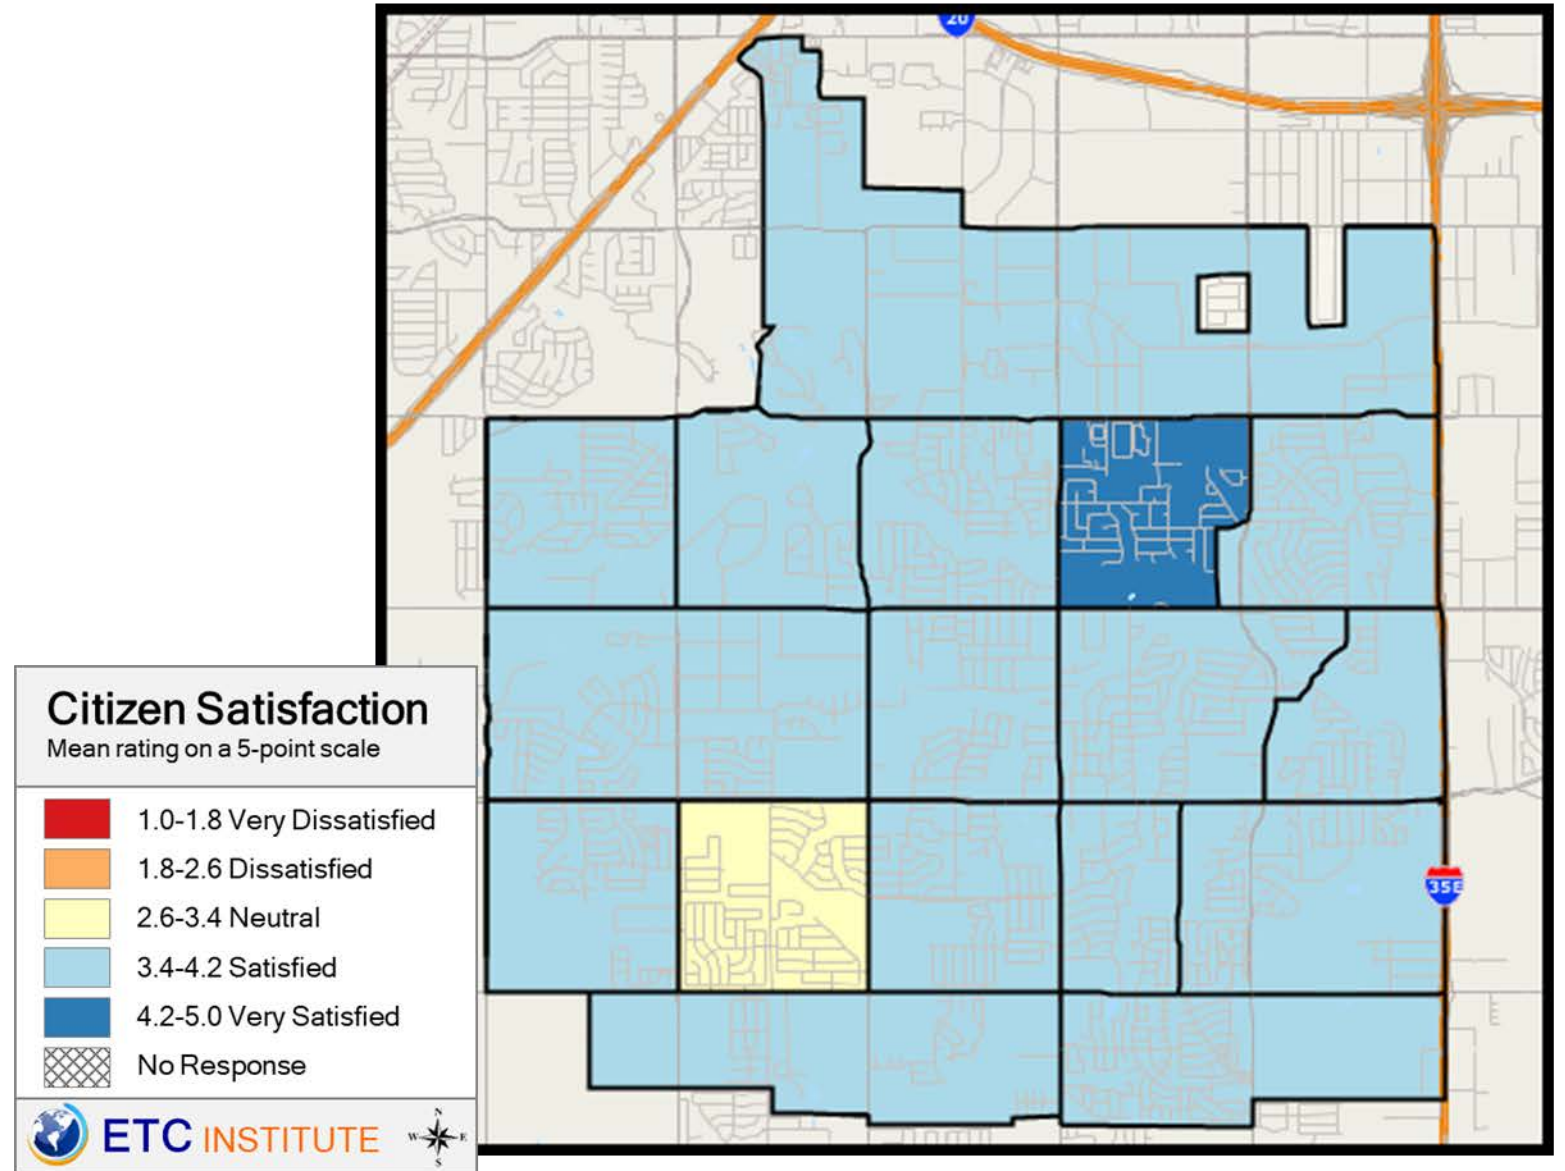 20
35E
Citizen Satisfaction
Mean rating on a 5-point scale
1.0-1.8 Very Dissatisfied
1.8-2.6 Dissatisfied
2.6-3.4 Neutral
3.4-4.2 Satisfied
4.2-5.0 Very Satisfied
No Response
ETC INSTITUTE
N
W E
S